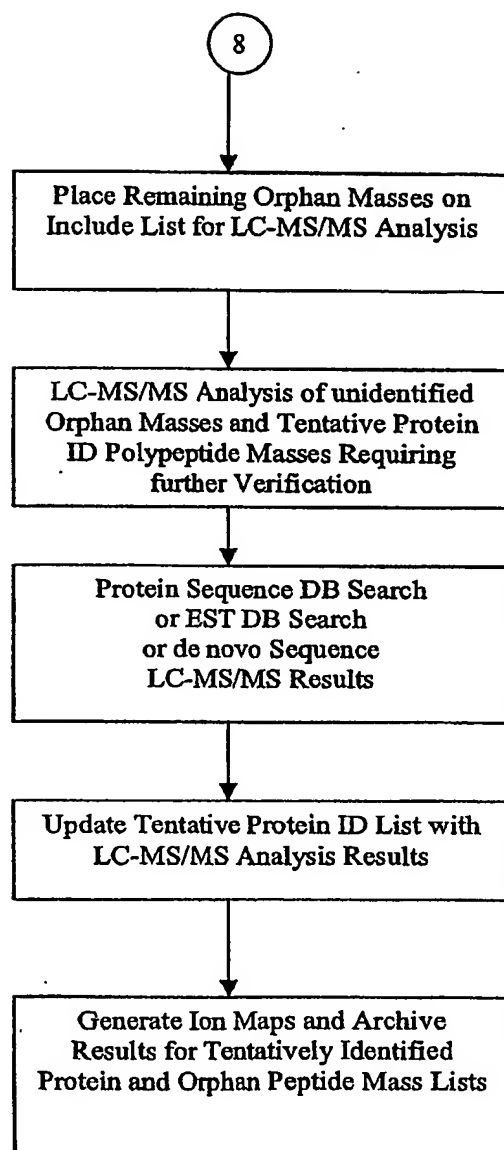 8
Place Remaining Orphan Masses on
Include List for LC-MS/MS Analysis
LC-MS/MS Analysis of unidentified
Orphan Masses and Tentative Protein
ID Polypeptide Masses Requiring
further Verification
Protein Sequence DB Search
or EST DB Search
or de novo Sequence
LC-MS/MS Results
Update Tentative Protein ID List with
LC-MS/MS Analysis Results
Generate Ion Maps and Archive
Results for Tentatively Identified
Protein and Orphan Peptide Mass Lists